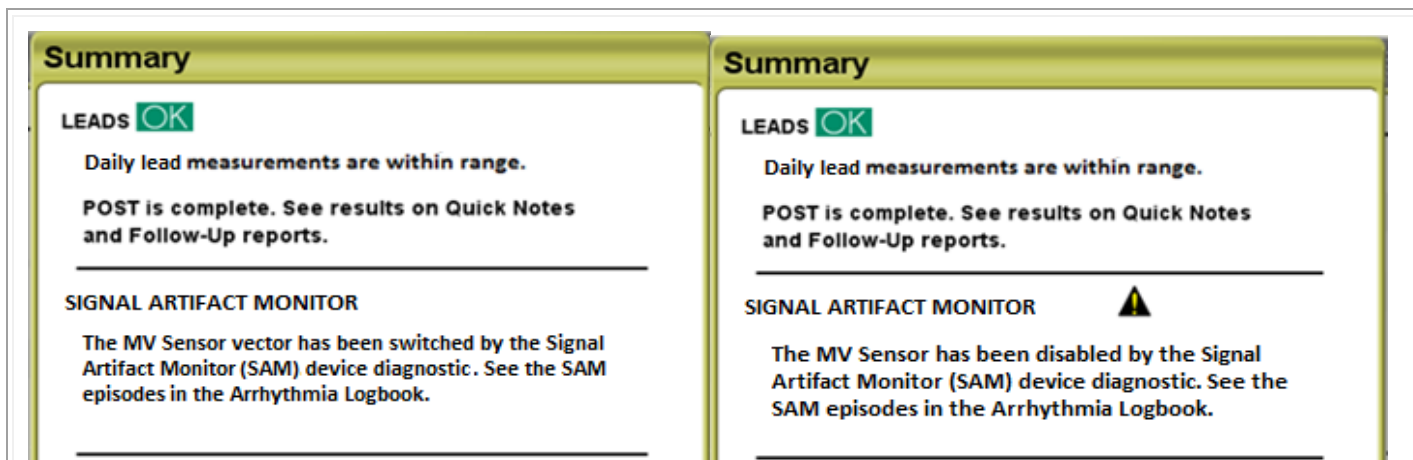 Summary
LEADS OK
Daily lead measurements are within range.
POST is complete. See results on Quick Notes
and Follow-Up reports.
SIGNAL ARTIFACT MONITOR
The MV Sensor vector has been switched by the Signal
Artifact Monitor (SAM) device diagnostic. See the SAM
episodes in the Arrhythmia Logbook.
Summary
LEADS OK
Daily lead measurements are within range.
POST is complete. See results on Quick Notes
and Follow-Up reports.
SIGNAL ARTIFACT MONITOR
The MV Sensor has been disabled by the Signal
Artifact Monitor (SAM) device diagnostic. See the
SAM episodes in the Arrhythmia Logbook.